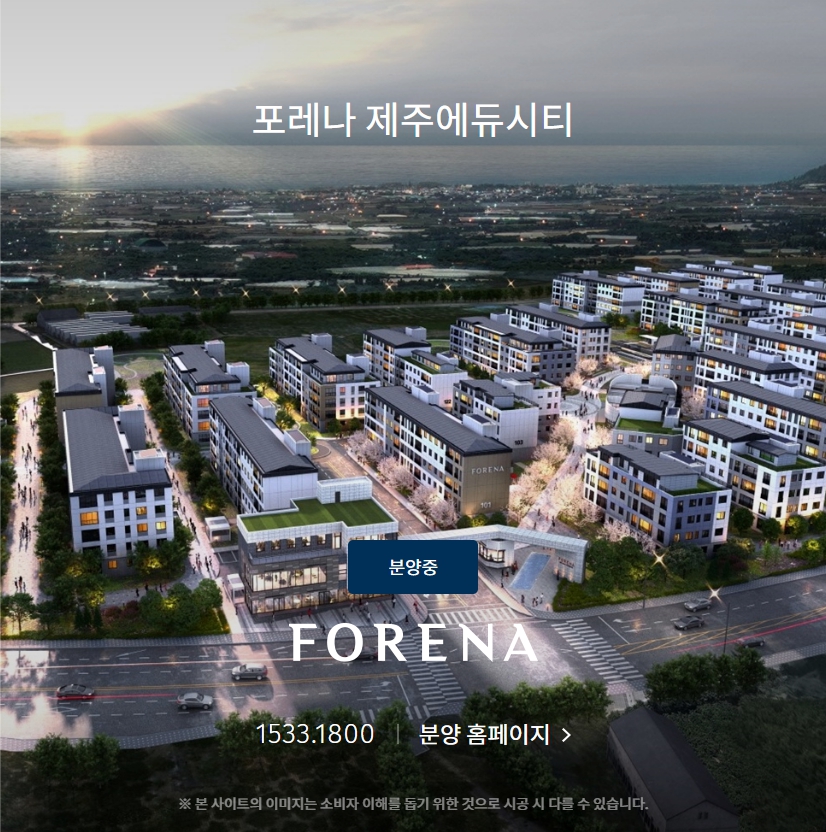 포레나 제주에듀시티
FORENA
103
101
분양중
FORENA
1533.1800 | 분양 홈페이지 >
※ 본 사이트의 이미지는 소비자 이해를 돕기 위한 것으로 시공 시 다를 수 있습니다.